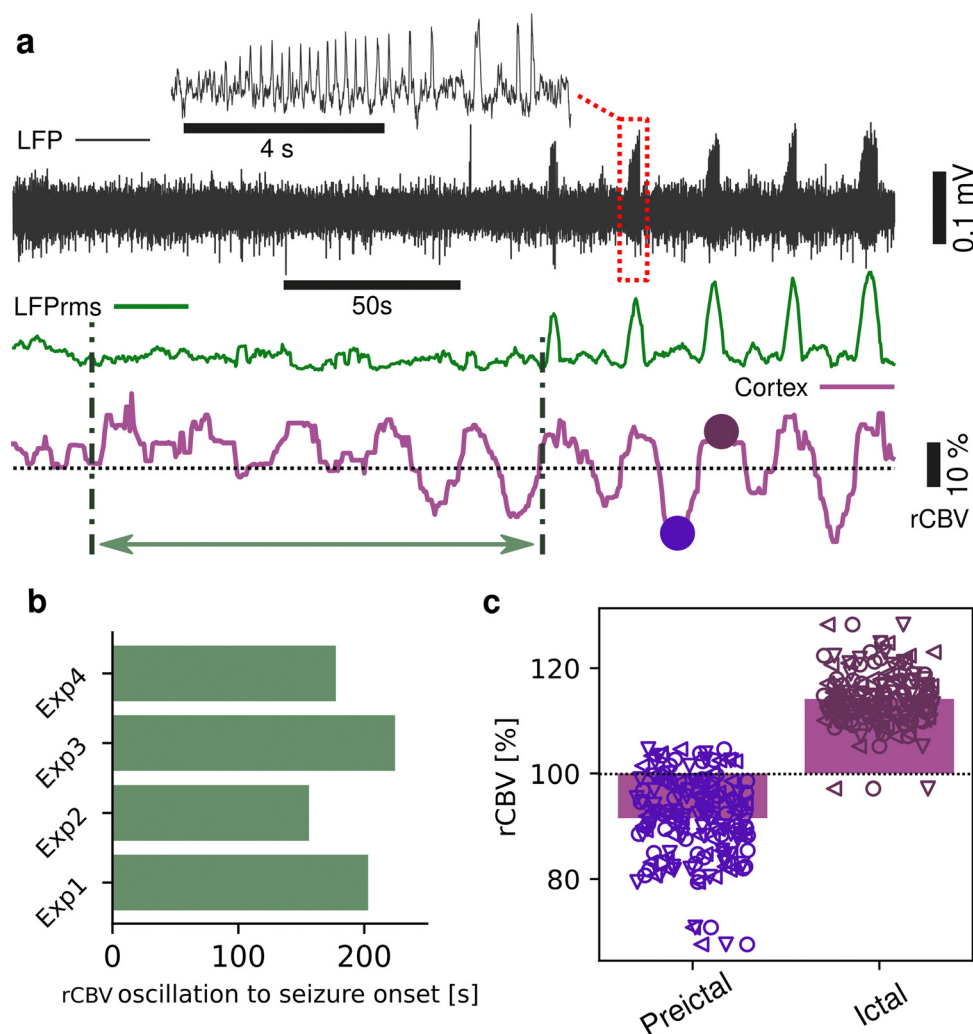 a
4 s
LFP
0.1 mV
50s
LFPrms
Cortex
10 %
rCBV
b
Exp4
Exp3
Exp2
Exp1
0 100 200
rCBV oscillation to seizure onset [s]
c
120
100
80
rCBV [%]
Preictal Ictal